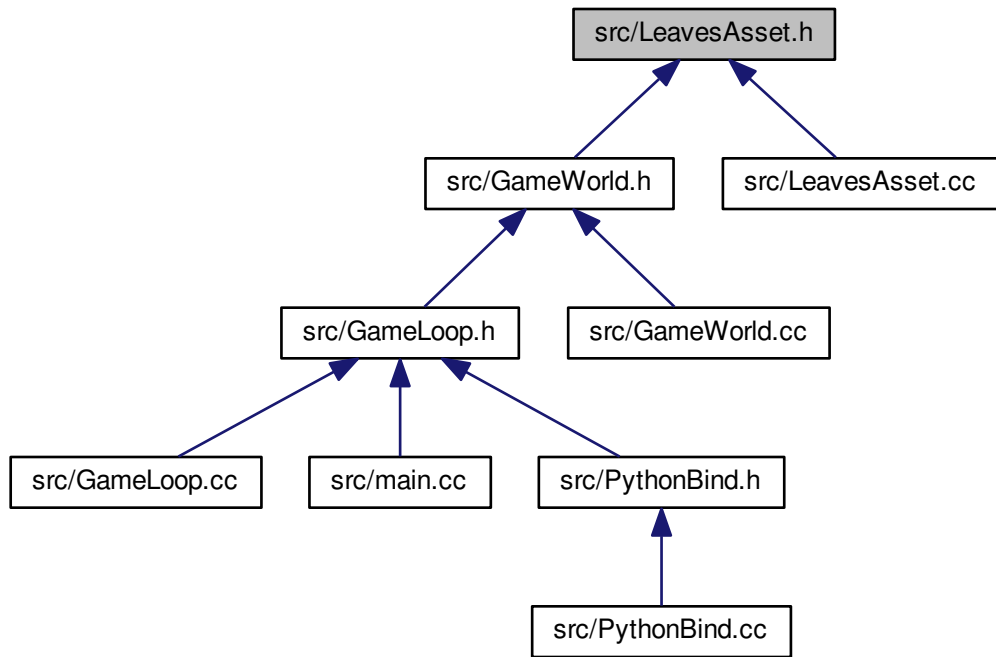 src/LeavesAsset.h
src/GameWorld.h
src/LeavesAsset.cc
src/GameLoop.h
src/GameWorld.cc
src/GameLoop.cc
src/main.cc
src/PythonBind.h
src/PythonBind.cc